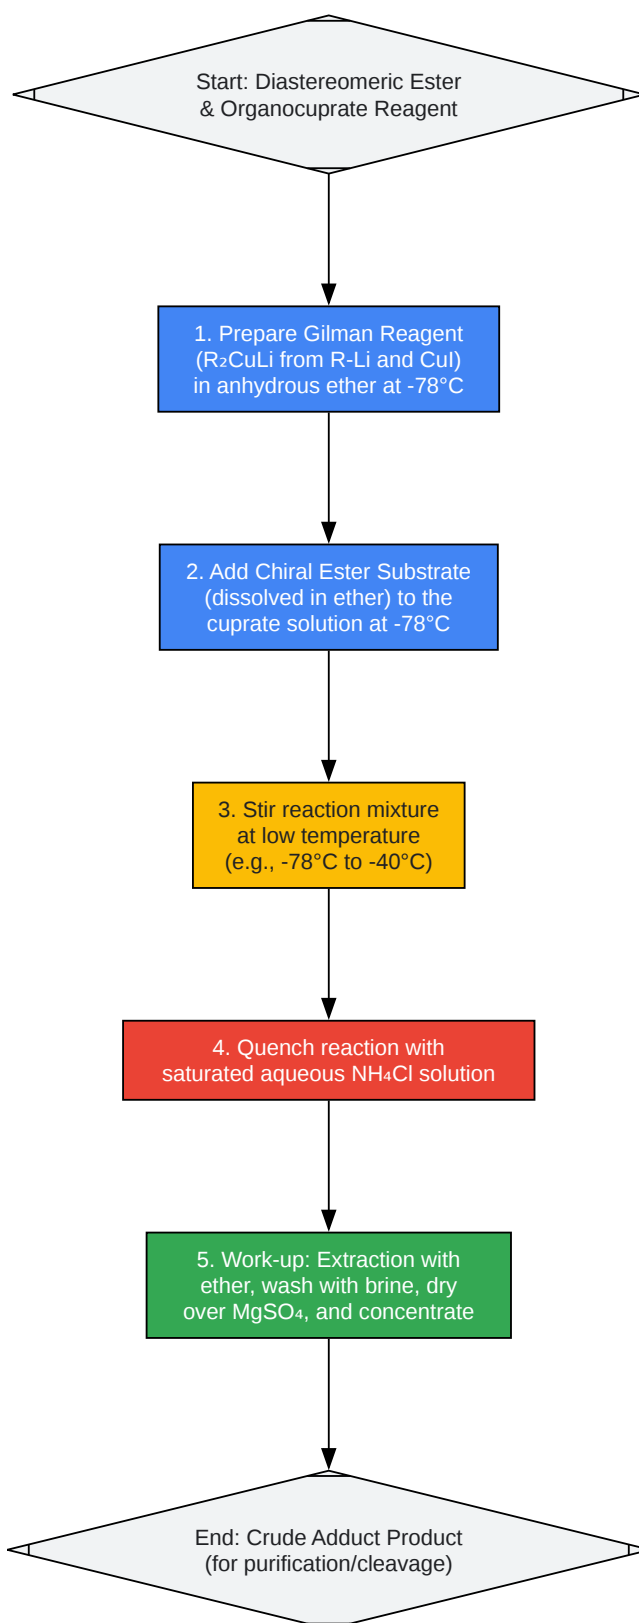 Start: Diastereomeric Ester
& Organocuprate Reagent
1. Prepare Gilman Reagent
(R₂CuLi from R-Li and CuI)
in anhydrous ether at -78°C
2. Add Chiral Ester Substrate
(dissolved in ether) to the
cuprate solution at -78°C
3. Stir reaction mixture
at low temperature
(e.g., -78°C to -40°C)
4. Quench reaction with
saturated aqueous NH₄Cl solution
5. Work-up: Extraction with
ether, wash with brine, dry
over MgSO₄, and concentrate
End: Crude Adduct Product
(for purification/cleavage)